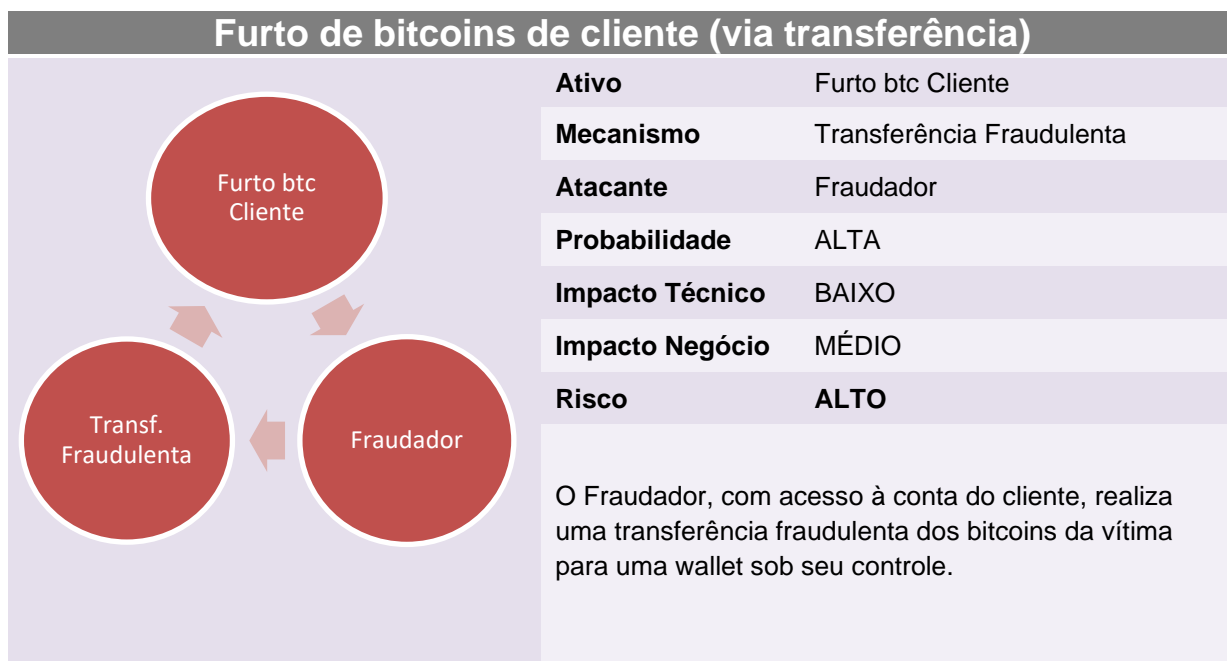 Furto de bitcoins de cliente (via transferência)
Furto btc
Cliente
Fraudador
Transf.
Fraudulenta
Ativo Furto btc Cliente
Mecanismo Transferência Fraudulenta
Atacante Fraudador
Probabilidade ALTA
Impacto Técnico BAIXO
Impacto Negócio MÉDIO
Risco ALTO
O Fraudador, com acesso à conta do cliente, realiza
uma transferência fraudulenta dos bitcoins da vítima
para uma wallet sob seu controle.